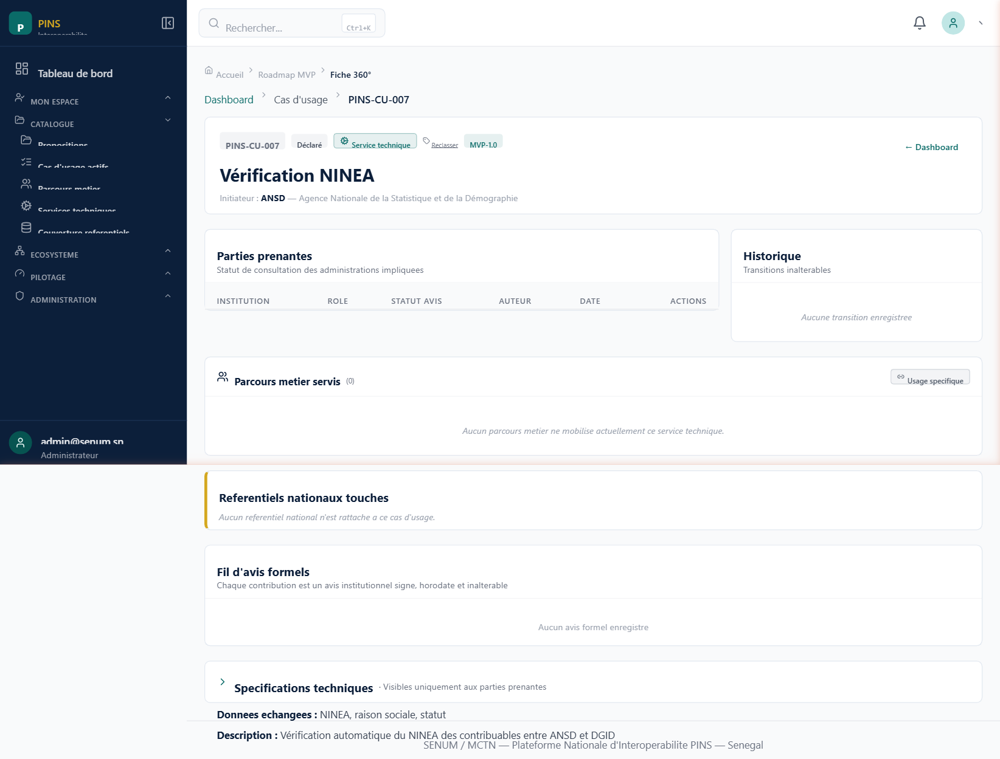 P PINS
Interoperabilite
Rechercher...
Ctrl+K
Tableau de bord
MON ESPACE
CATALOGUE
Propositions
Cas d'usage actifs
Parcours metier
Services techniques
Couverture referentiels
ECOSYSTEME
PILOTAGE
ADMINISTRATION
admin@senum.sn
Administrateur
Accueil > Roadmap MVP > Fiche 360°
Dashboard > Cas d'usage > PINS-CU-007
PINS-CU-007 Déclaré Service technique Reclasser MVP-1.0
← Dashboard
Vérification NINEA
Initiateur : ANSD — Agence Nationale de la Statistique et de la Démographie
Parties prenantes
Statut de consultation des administrations impliquees
INSTITUTION ROLE STATUT AVIS AUTEUR DATE ACTIONS
Historique
Transitions inalterables
Aucune transition enregistree
Parcours metier servis (0)
Usage specifique
Aucun parcours metier ne mobilise actuellement ce service technique.
Referentiels nationaux touches
Aucun referentiel national n'est rattache a ce cas d'usage.
Fil d'avis formels
Chaque contribution est un avis institutionnel signe, horodate et inalterable
Aucun avis formel enregistre
Specifications techniques · Visibles uniquement aux parties prenantes
Donnees echangees : NINEA, raison sociale, statut
Description : Vérification automatique du NINEA des contribuables entre ANSD et DGID
SENUM / MCTN — Plateforme Nationale d'Interoperabilite PINS — Senegal